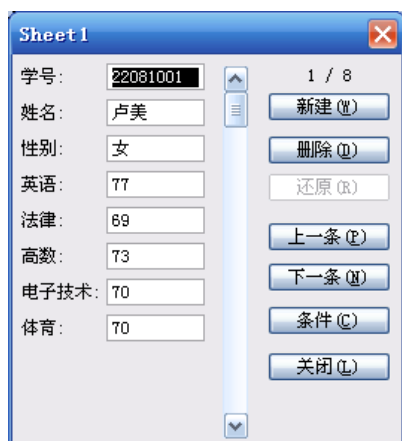 Sheet1
学号: 22081001
1 / 8
姓名: 卢美
新建(W)
性别: 女
删除(D)
英语: 77
还原(R)
法律: 69
上一条(P)
高数: 73
下一条(N)
电子技术: 70
条件(C)
体育: 70
关闭(L)